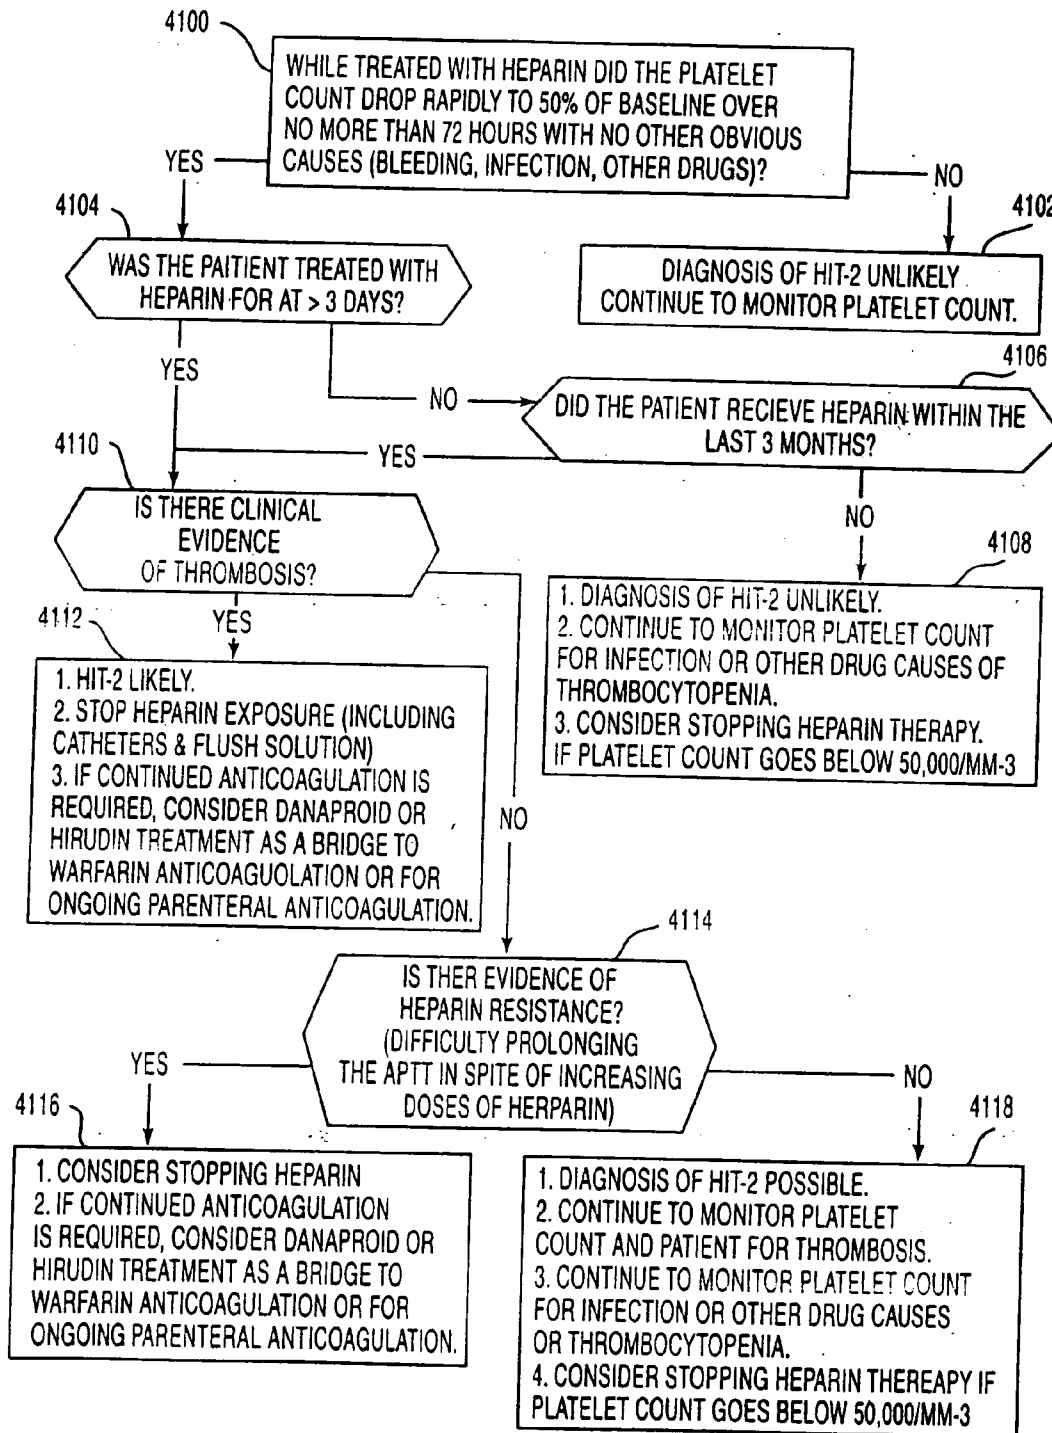 4100
WHILE TREATED WITH HEPARIN DID THE PLATELET
COUNT DROP RAPIDLY TO 50% OF BASELINE OVER
NO MORE THAN 72 HOURS WITH NO OTHER OBVIOUS
CAUSES (BLEEDING, INFECTION, OTHER DRUGS)?
YES
NO
4104
WAS THE PAITIENT TREATED WITH
HEPARIN FOR AT > 3 DAYS?
4102
DIAGNOSIS OF HIT-2 UNLIKELY
CONTINUE TO MONITOR PLATELET COUNT.
YES
NO
4106
DID THE PATIENT RECIEVE HEPARIN WITHIN THE
LAST 3 MONTHS?
YES
NO
4110
IS THERE CLINICAL
EVIDENCE
OF THROMBOSIS?
4108
1. DIAGNOSIS OF HIT-2 UNLIKELY.
2. CONTINUE TO MONITOR PLATELET COUNT
FOR INFECTION OR OTHER DRUG CAUSES OF
THROMBOCYTOPENIA.
3. CONSIDER STOPPING HEPARIN THERAPY.
IF PLATELET COUNT GOES BELOW 50,000/MM-3
YES
4112
1. HIT-2 LIKELY.
2. STOP HEPARIN EXPOSURE (INCLUDING
CATHETERS & FLUSH SOLUTION)
3. IF CONTINUED ANTICOAGULATION IS
REQUIRED, CONSIDER DANAPROID OR
HIRUDIN TREATMENT AS A BRIDGE TO
WARFARIN ANTICOAGUOLATION OR FOR
ONGOING PARENTERAL ANTICOAGULATION.
NO
4114
IS THER EVIDENCE OF
HEPARIN RESISTANCE?
(DIFFICULTY PROLONGING
THE APTT IN SPITE OF INCREASING
DOSES OF HERPARIN)
YES
NO
4116
1. CONSIDER STOPPING HEPARIN
2. IF CONTINUED ANTICOAGULATION
IS REQUIRED, CONSIDER DANAPROID OR
HIRUDIN TREATMENT AS A BRIDGE TO
WARFARIN ANTICOAGULATION OR FOR
ONGOING PARENTERAL ANTICOAGULATION.
4118
1. DIAGNOSIS OF HIT-2 POSSIBLE.
2. CONTINUE TO MONITOR PLATELET
COUNT AND PATIENT FOR THROMBOSIS.
3. CONTINUE TO MONITOR PLATELET COUNT
FOR INFECTION OR OTHER DRUG CAUSES
OR THROMBOCYTOPENIA.
4. CONSIDER STOPPING HEPARIN THEREAPY IF
PLATELET COUNT GOES BELOW 50,000/MM-3